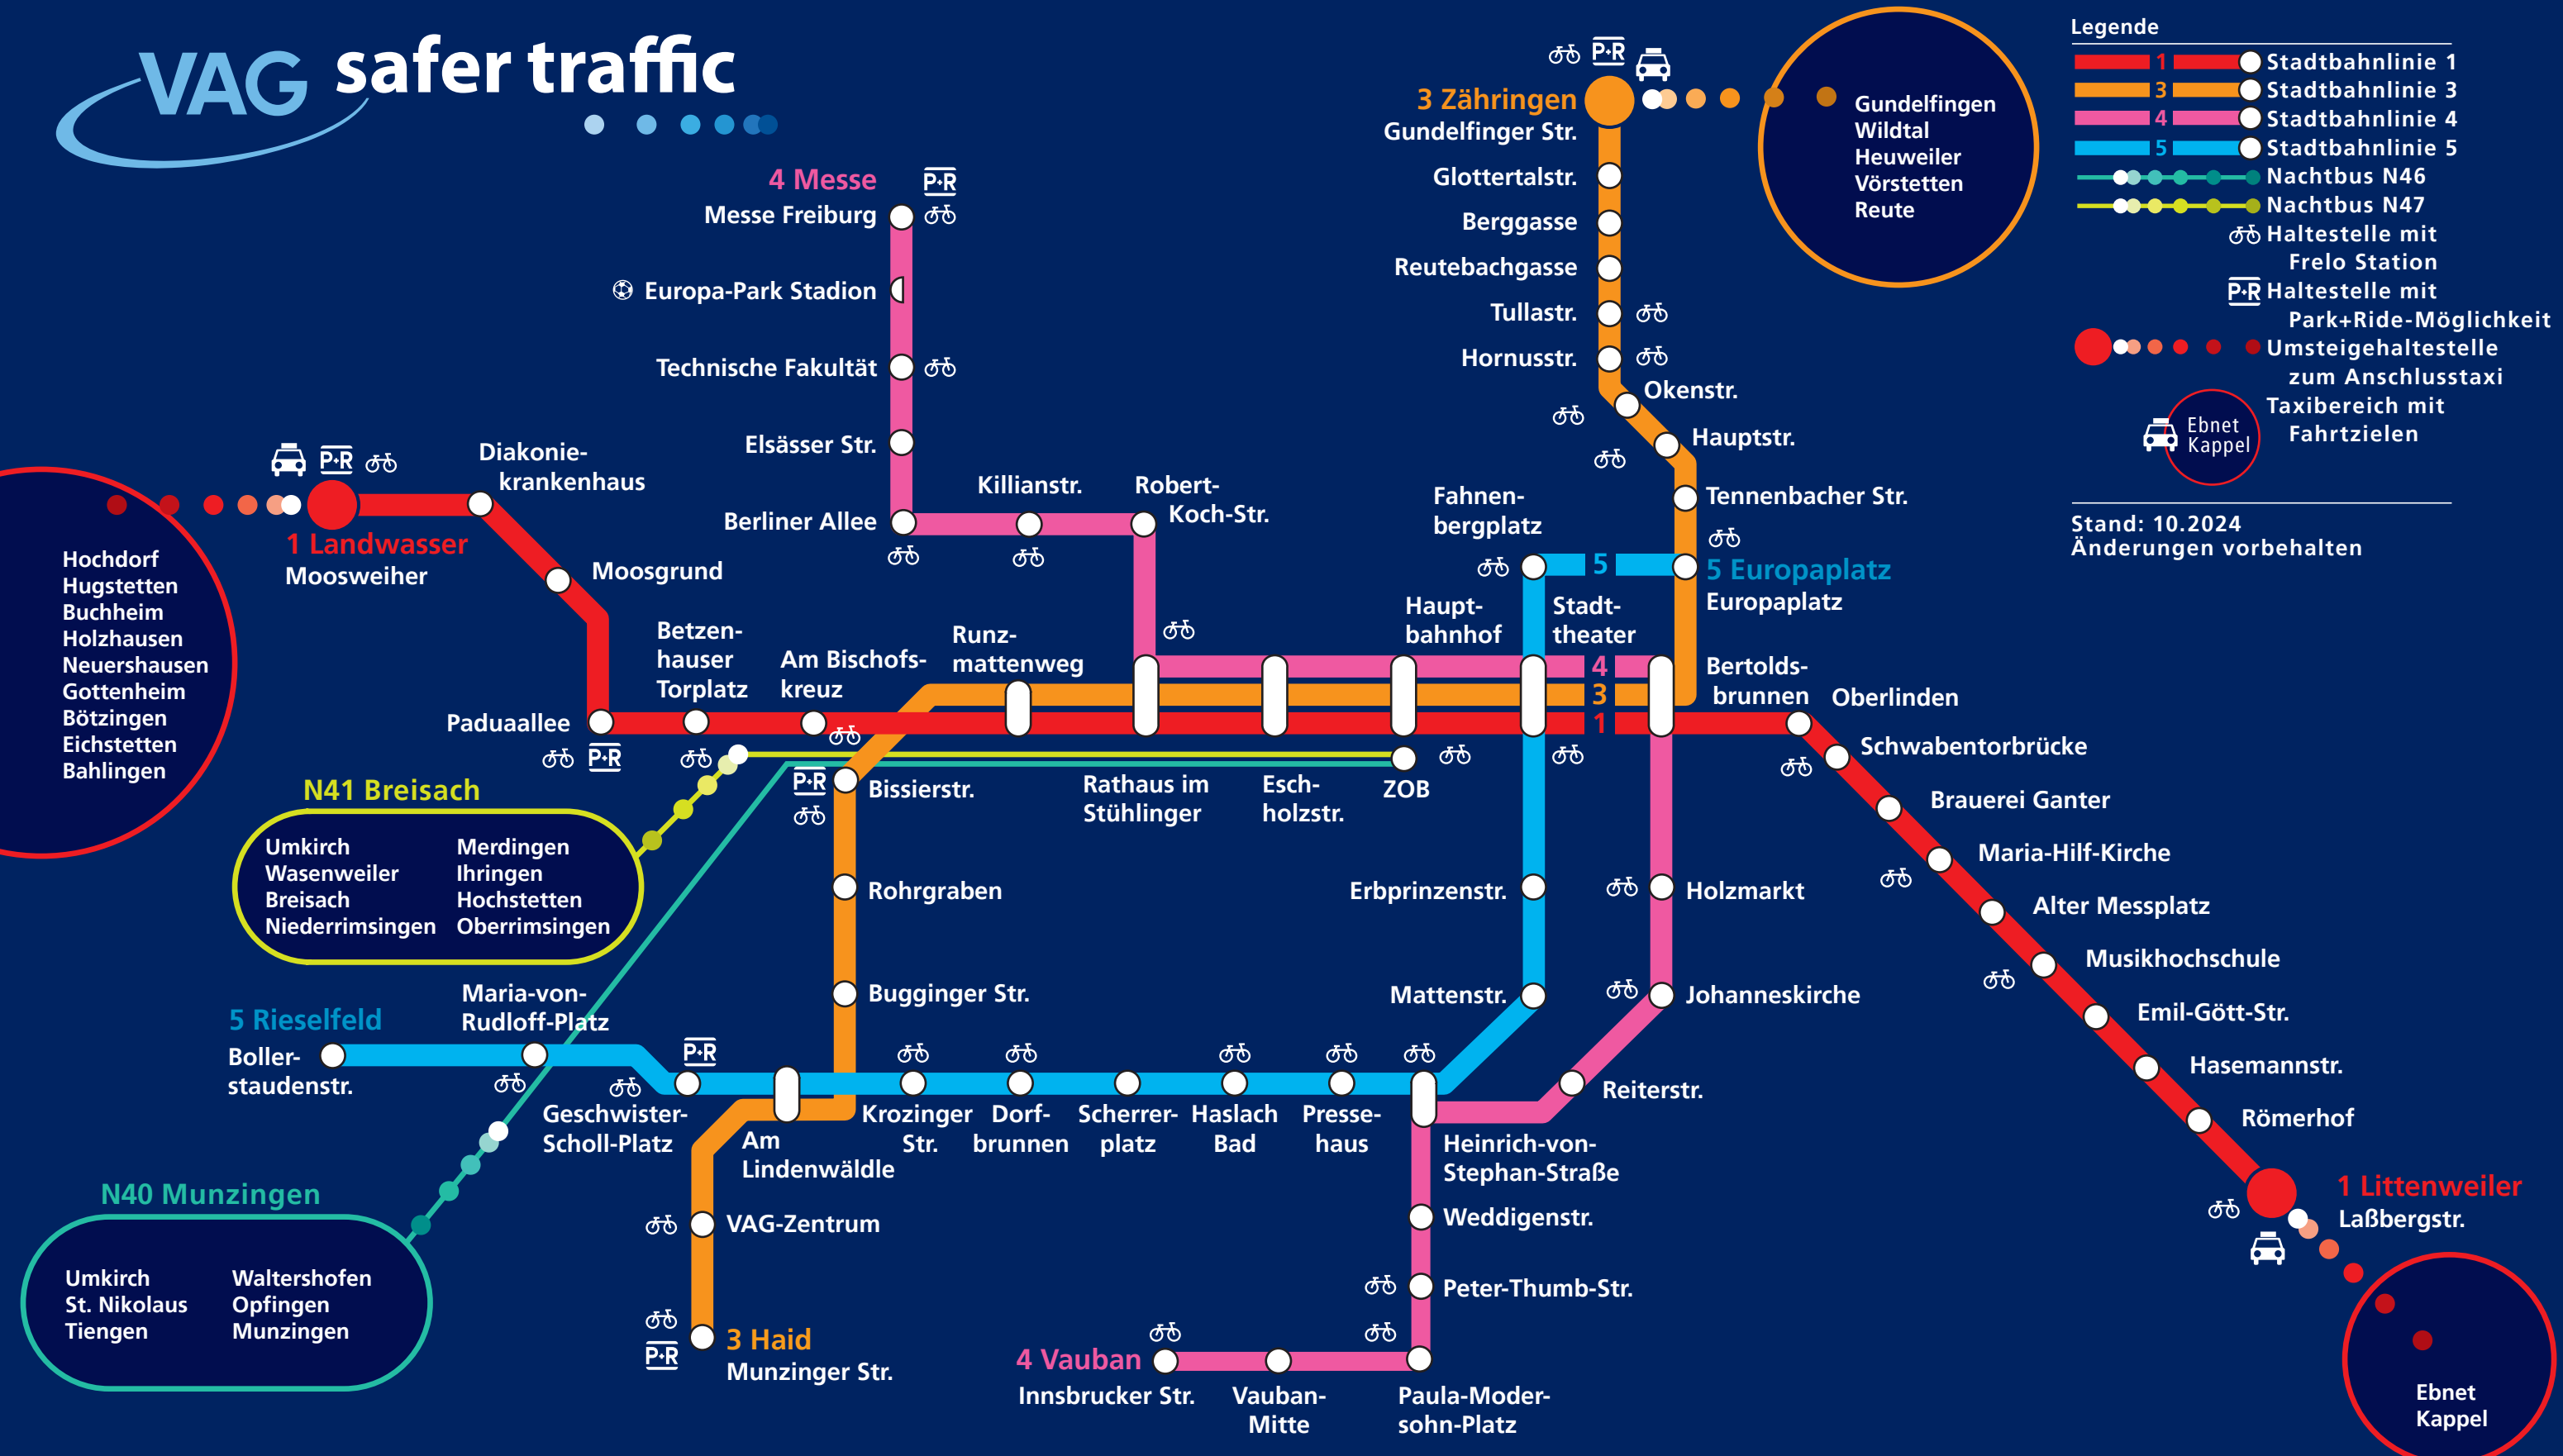 VAG safer traffic
4 Messe
P+R
Messe Freiburg
Europa-Park Stadion
Technische Fakultät
Elsässer Str.
Berliner Allee
Killianstr.
Robert-
Koch-Str.
P+R
3 Zähringen
Gundelfinger Str.
Glottertalstr.
Berggasse
Reutebachgasse
Tullastr.
Hornusstr.
Okenstr.
Hauptstr.
Tennenbacher Str.
Fahnen-
bergplatz
5
5 Europaplatz
Europaplatz
Gundelfingen
Wildtal
Heuweiler
Vörstetten
Reute
Legende
1 Stadtbahnlinie 1
3 Stadtbahnlinie 3
4 Stadtbahnlinie 4
5 Stadtbahnlinie 5
Nachtbus N46
Nachtbus N47
Haltestelle mit
Frelo Station
P+R Haltestelle mit
Park+Ride-Möglichkeit
Umsteigehaltestelle
zum Anschlusstaxi
Taxibereich mit
Fahrtzielen
Ebnet
Kappel
Stand: 10.2024
Änderungen vorbehalten
P+R
Diakonie-
krankenhaus
1 Landwasser
Moosweiher
Moosgrund
Hochdorf
Hugstetten
Buchheim
Holzhausen
Neuershausen
Gottenheim
Bötzingen
Eichstetten
Bahlingen
Paduaallee
P+R
Betzen-
hauser
Torplatz
Am Bischofs-
kreuz
Runz-
mattenweg
Rathaus im
Stühlinger
Esch-
holzstr.
Haupt-
bahnhof
ZOB
Stadt-
theater
4
3
1
Bertolds-
brunnen
Oberlinden
Schwabentorbrücke
Brauerei Ganter
Maria-Hilf-Kirche
Alter Messplatz
Musikhochschule
Emil-Gött-Str.
Hasemannstr.
Römerhof
1 Littenweiler
Laßbergstr.
Ebnet
Kappel
N41 Breisach
Umkirch
Wasenweiler
Breisach
Niederrimsingen
Merdingen
Ihringen
Hochstetten
Oberrimsingen
P+R
Bissierstr.
Rohrgraben
Bugginger Str.
Erbprinzenstr.
Holzmarkt
Mattenstr.
Johanneskirche
Reiterstr.
5 Rieselfeld
Boller-
staudenstr.
Maria-von-
Rudloff-Platz
P+R
Geschwister-
Scholl-Platz
Am
Lindenwäldle
Krozinger
Str.
Dorf-
brunnen
Scherrer-
platz
Haslach
Bad
Presse-
haus
Heinrich-von-
Stephan-Straße
N40 Munzingen
Umkirch
St. Nikolaus
Tiengen
Waltershofen
Opfingen
Munzingen
VAG-Zentrum
P+R
3 Haid
Munzinger Str.
Weddigenstr.
Peter-Thumb-Str.
4 Vauban
Innsbrucker Str.
Vauban-
Mitte
Paula-Moder-
sohn-Platz